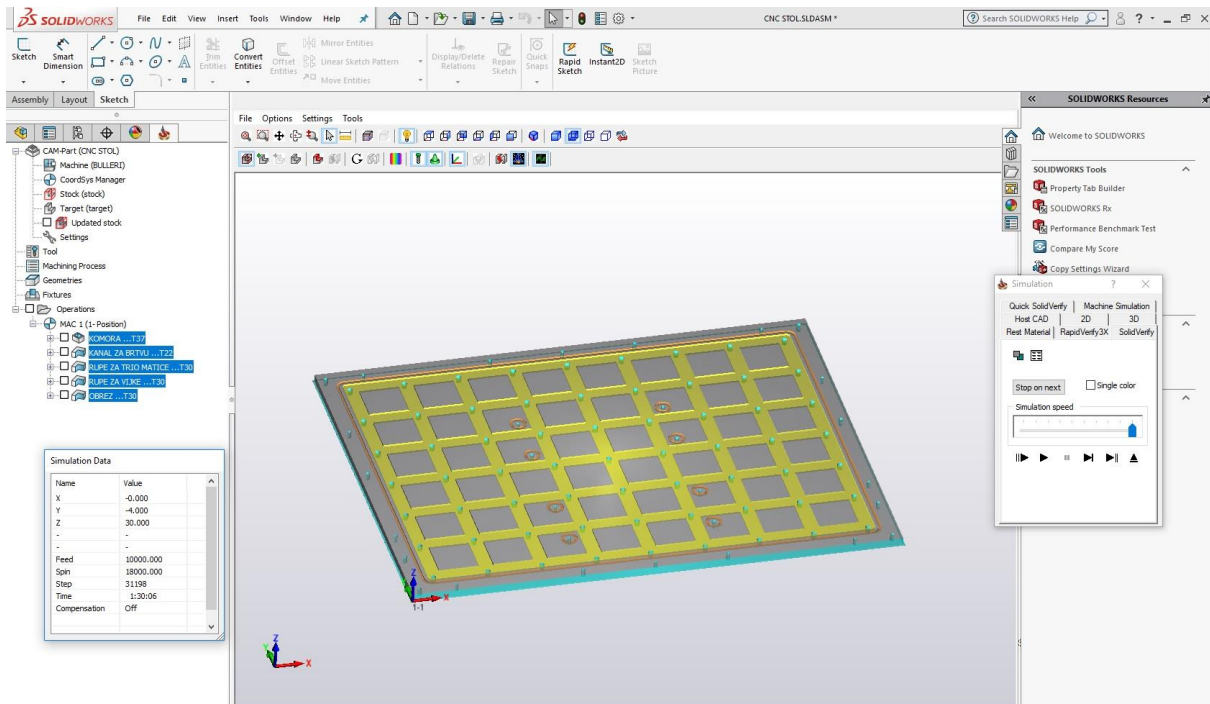 SOLIDWORKS File Edit View Insert Tools Window Help CNC STOL.SLDASM * Search SOLIDWORKS Help
Sketch Smart Dimension Trim Entities Convert Entities Offset Entities Mirror Entities Linear Sketch Pattern Move Entities Display/Delete Relations Repair Sketch Quick Snaps Rapid Sketch Instant2D Sketch Picture
Assembly Layout Sketch
CAM-Part (CNC STOL)
Machine (BULLERI)
CoordSys Manager
Stock (stock)
Target (target)
Updated stock
Settings
Tool
Machining Process
Geometries
Fixtures
Operations
MAC 1 (1- Position)
KOMORA ...T37
KANAL ZA BRTVU ...T22
RUPE ZA TRIO MATICE ...T30
RUPE ZA VIJKE ...T30
OBREZ ...T30
Simulation Data
Name Value
X -0.000
Y -4.000
Z 30.000
- -
- -
Feed 10000.000
Spin 18000.000
Step 31198
Time 1:30:06
Compensation Off
File Options Settings Tools
Z
X
1-1
Z
Y
X
SOLIDWORKS Resources
Welcome to SOLIDWORKS
SOLIDWORKS Tools
Property Tab Builder
SOLIDWORKS Rx
Performance Benchmark Test
Compare My Score
Copy Settings Wizard
Simulation
Quick SolidVerify Machine Simulation
Host CAD 2D 3D
Rest Material RapidVerify3X SolidVerify
Stop on next Single color
Simulation speed